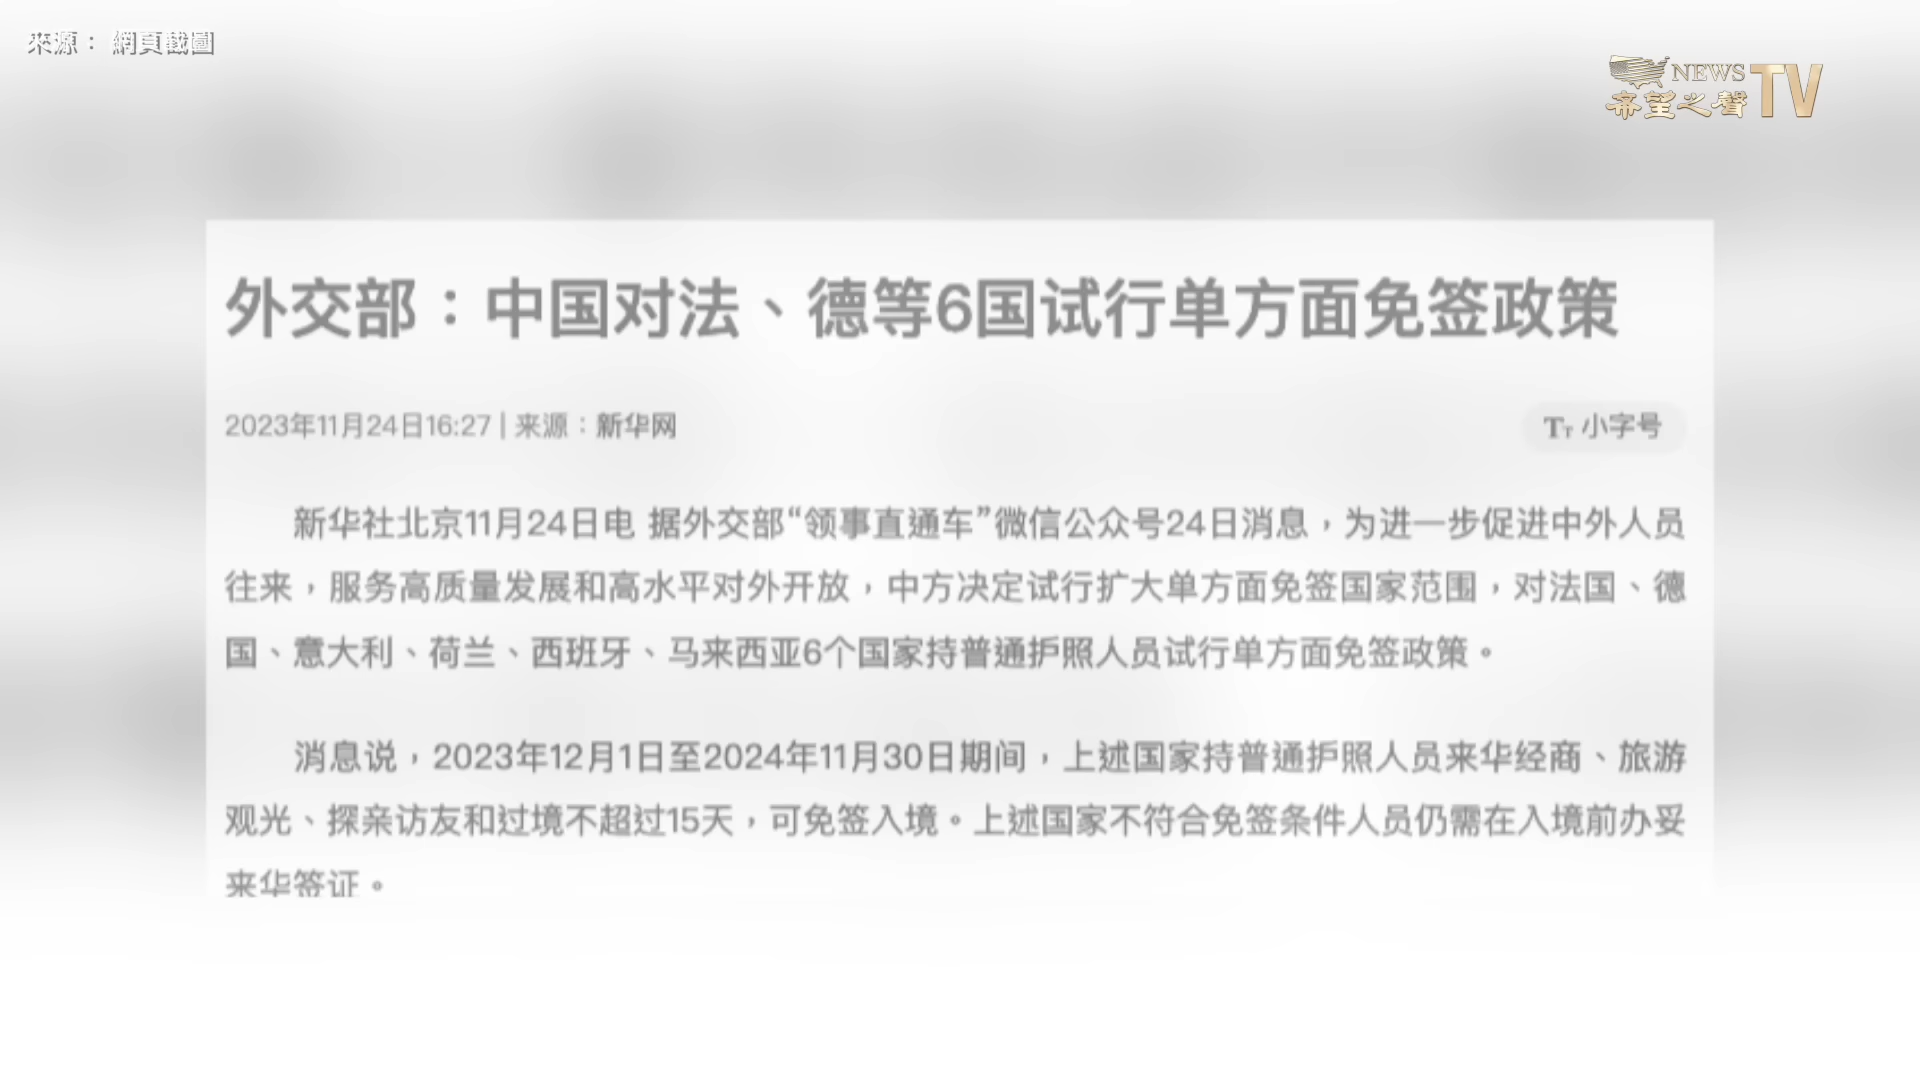 來源： 網頁截圖
NEWS
希望之聲TV
外交部：中国对法、德等6国试行单方面免签政策
2023年11月24日16:27 | 来源：新华网
Tт 小字号
新华社北京11月24日电 据外交部“领事直通车”微信公众号24日消息，为进一步促进中外人员
往来，服务高质量发展和高水平对外开放，中方决定试行扩大单方面免签国家范围，对法国、德
国、意大利、荷兰、西班牙、马来西亚6个国家持普通护照人员试行单方面免签政策。
消息说，2023年12月1日至2024年11月30日期间，上述国家持普通护照人员来华经商、旅游
观光、探亲访友和过境不超过15天，可免签入境。上述国家不符合免签条件人员仍需在入境前办妥
来华签证。